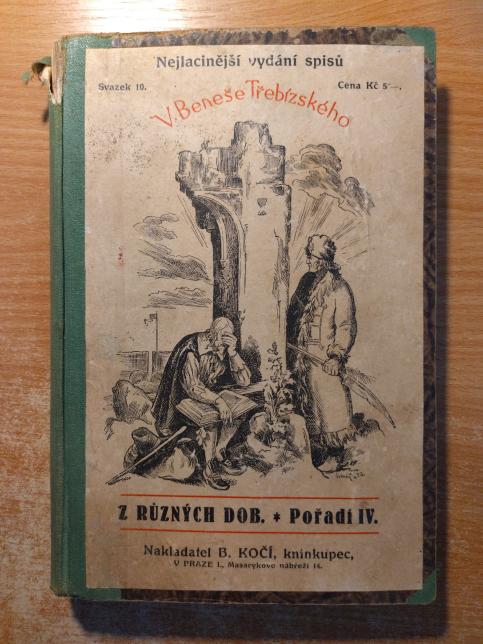 Nejlacinější vydání spisů
Svazek 10.
Cena Kč 5·—.
V. Beneše Třebízského
Z RŮZNÝCH DOB. * Pořadí IV.
Nakladatel B. KOČÍ, knihkupec,
V PRAZE I., Masarykovo nábřeží 14.